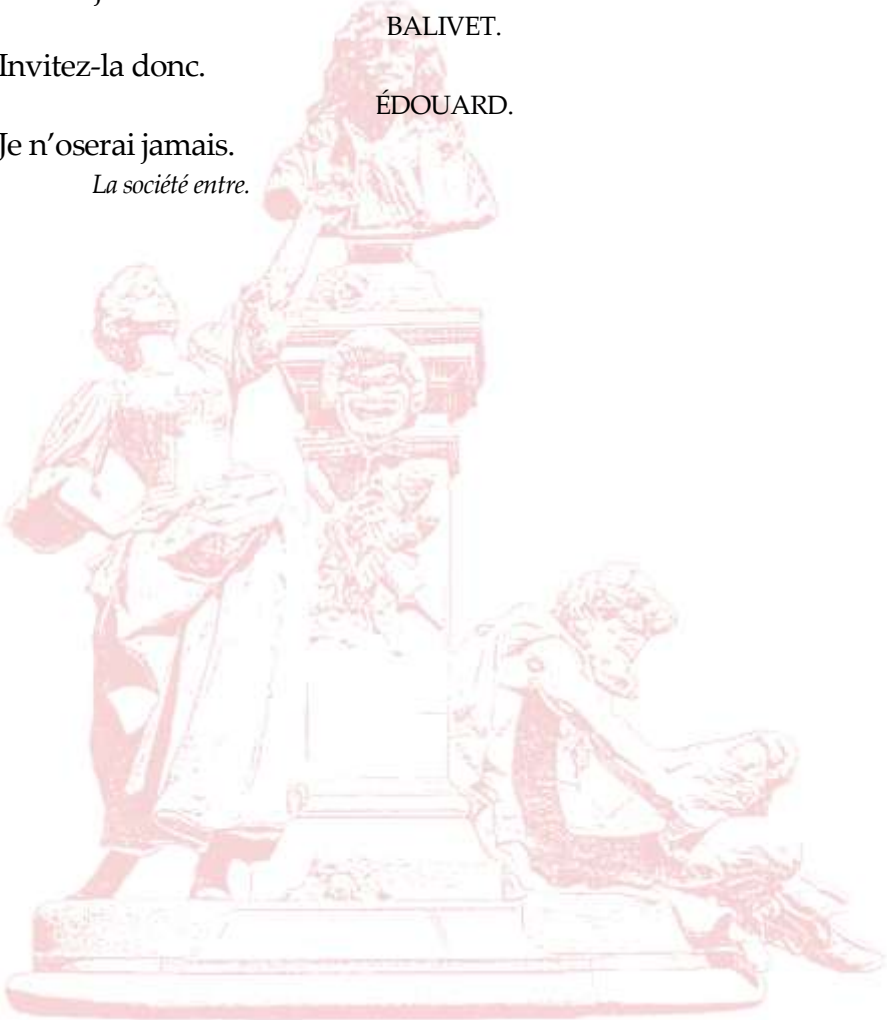 BALIVET.
Invitez-la donc.
ÉDOUARD.
Je n'oserai jamais.
La société entre.